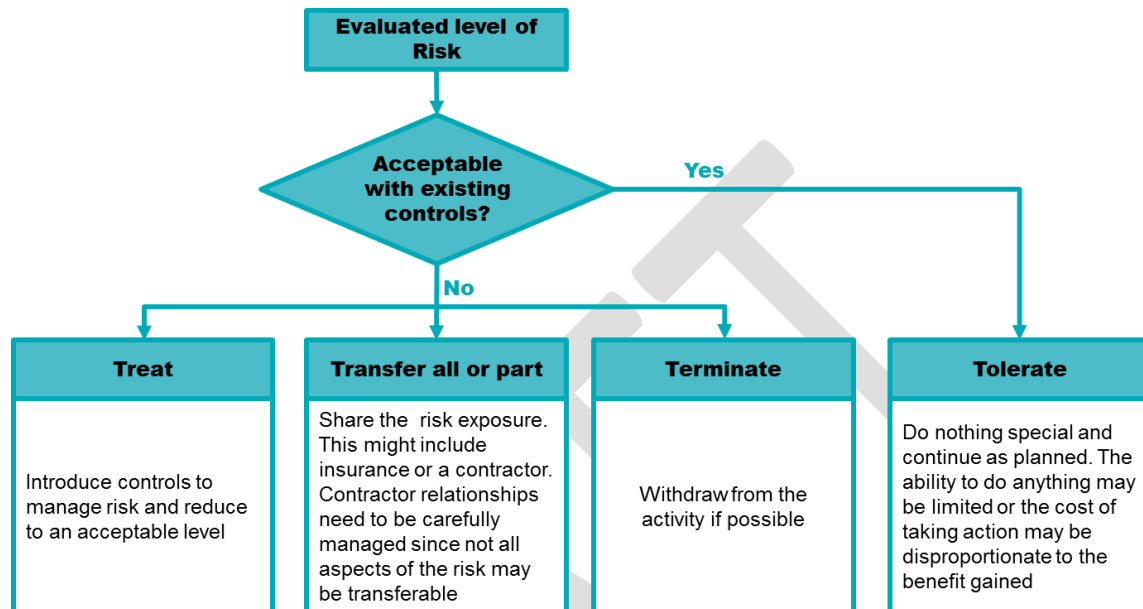 Evaluated level of
Risk
Acceptable
with existing
controls?
Yes
No
Treat
Introduce controls to
manage risk and reduce
to an acceptable level
Transfer all or part
Share the risk exposure.
This might include
insurance or a contractor.
Contractor relationships
need to be carefully
managed since not all
aspects of the risk may
be transferable
Terminate
Withdraw from the
activity if possible
Tolerate
Do nothing special and
continue as planned. The
ability to do anything may
be limited or the cost of
taking action may be
disproportionate to the
benefit gained